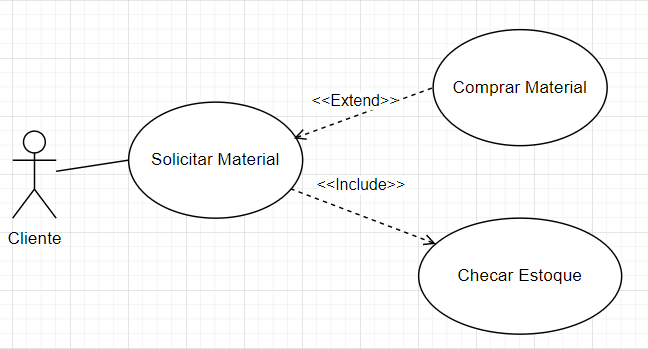 <<Extend>>
Comprar Material
Solicitar Material
<<Include>>
Cliente
Checar Estoque